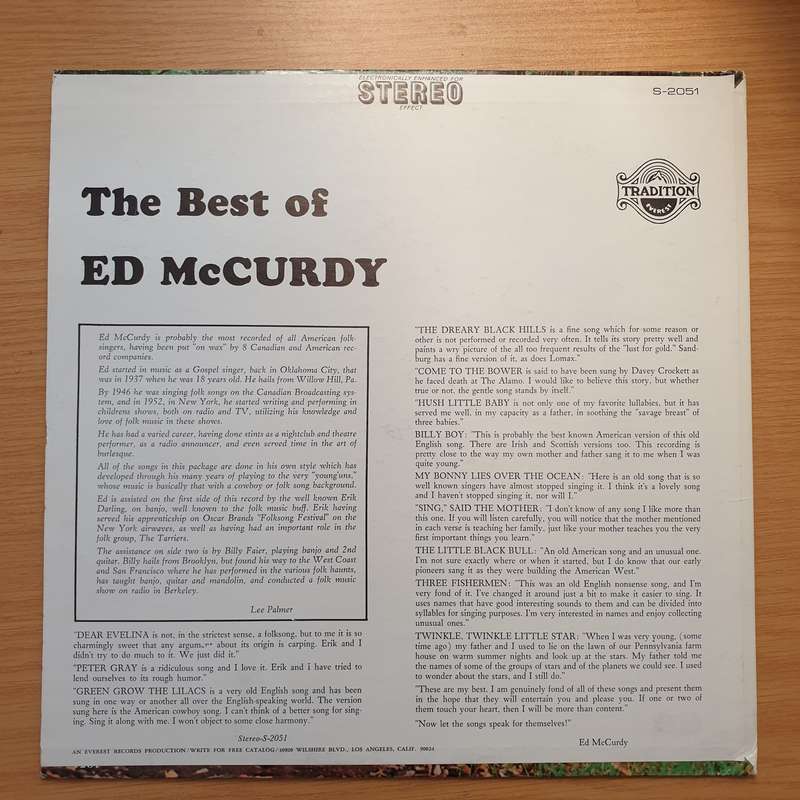 ELECTRONICALLY ENHANCED FOR
STEREO
EFFECT
S-2051
TRADITION
EVEREST
The Best of
ED McCURDY
Ed McCurdy is probably the most recorded of all American folk-
singers, having been put "on wax" by 8 Canadian and American rec-
ord companies.
Ed started in music as a Gospel singer, back in Oklahoma City, that
was in 1937 when he was 18 years old. He hails from Willow Hill, Pa.
By 1946 he was singing folk songs on the Canadian Broadcasting sys-
tem, and in 1952, in New York, he started writing and performing in
childrens shows, both on radio and TV, utilizing his knowledge and
love of folk music in these shows.
He has had a varied career, having done stints as a nightclub and theatre
performer, as a radio announcer, and even served time in the art of
burlesque.
All of the songs in this package are done in his own style which has
developed through his many years of playing to the very "young'uns,"
whose music is basically that with a cowboy or folk song background.
Ed is assisted on the first side of this record by the well known Erik
Darling, on banjo, well known to the folk music buff. Erik having
served his apprenticeship on Oscar Brands "Folksong Festival" on the
New York airwaves, as well as having had an important role in the
folk group, The Tarriers.
The assistance on side two is by Billy Faier, playing banjo and 2nd
guitar. Billy hails from Brooklyn, but found his way to the West Coast
and San Francisco where he has performed in the various folk haunts,
has taught banjo, guitar and mandolin, and conducted a folk music
show on radio in Berkeley.
Lee Palmer
"DEAR EVELINA is not, in the strictest sense, a folksong, but to me it is so
charmingly sweet that any about its origin is carping. Erik and I
didn't try to do much to it. We just did it."
"PETER GRAY is a ridiculous song and I love it. Erik and I have tried to
lend ourselves to its rough humor."
"GREEN GROW THE LILACS is a very old English song and has been
sung in one way or another all over the English-speaking world. The version
sung here is the American cowboy song. I can't think of a better song for sing-
ing. Sing it along with me. I won't object to some close harmony."
Stereo-S-2051
AN EVEREST RECORDS PRODUCTION/WRITE FOR FREE CATALOG/10920 WILSHIRE BLVD., LOS ANGELES, CALIF. 90024
"THE DREARY BLACK HILLS is a fine song which for some reason or
other is not performed or recorded very often. It tells its story pretty well and
paints a wry picture of the all too frequent results of the "lust for gold." Sand-
burg has a fine version of it, as does Lomax."
"COME TO THE BOWER is said to have been sung by Davey Crockett as
he faced death at The Alamo. I would like to believe this story, but whether
true or not, the gentle song stands by itself."
"HUSH LITTLE BABY is not only one of my favorite lullabies, but it has
served me well, in my capacity as a father, in soothing the "savage breast" of
three babies."
BILLY BOY: "This is probably the best known American version of this old
English song. There are Irish and Scottish versions too. This recording is
pretty close to the way my own mother and father sang it to me when I was
quite young."
MY BONNY LIES OVER THE OCEAN: "Here is an old song that is so
well known singers have almost stopped singing it. I think it's a lovely song
and I haven't stopped singing it, nor will I."
"SING," SAID THE MOTHER: "I don't know of any song I like more than
this one. If you will listen carefully, you will notice that the mother mentioned
in each verse is teaching her family, just like your mother teaches you the very
first important things you learn."
THE LITTLE BLACK BULL: "An old American song and an unusual one.
I'm not sure exactly where or when it started, but I do know that our early
pioneers sang it as they were building the American West."
THREE FISHERMEN: "This was an old English nonsense song, and I'm
very fond of it. I've changed it around just a bit to make it easier to sing. It
uses names that have good interesting sounds to them and can be divided into
syllables for singing purposes. I'm very interested in names and enjoy collecting
unusual ones."
TWINKLE, TWINKLE LITTLE STAR: "When I was very young, (some
time ago) my father and I used to lie on the lawn of our Pennsylvania farm
house on warm summer nights and look up at the stars. My father told me
the names of some of the groups of stars and of the planets we could see. I used
to wonder about the stars, and I still do."
"These are my best. I am genuinely fond of all of these songs and present them
in the hope that they will entertain you and please you. If one or two of
them touch your heart, then I will be more than content."
"Now let the songs speak for themselves!"
Ed McCurdy